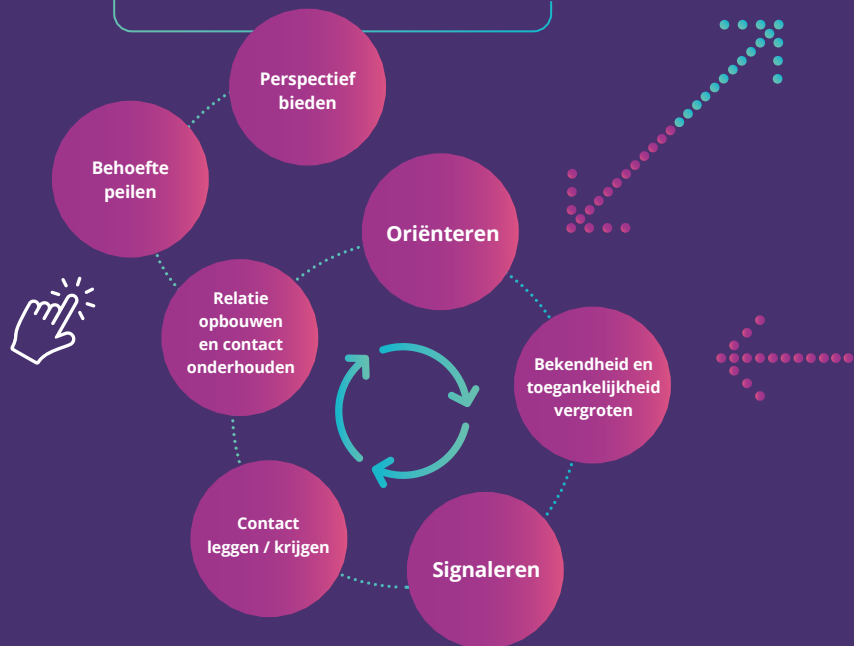 Perspectief
bieden
Behoefte
peilen
Oriënteren
Relatie
opbouwen
en contact
onderhouden
Bekendheid en
toegankelijkheid
vergroten
Contact
leggen / krijgen
Signaleren